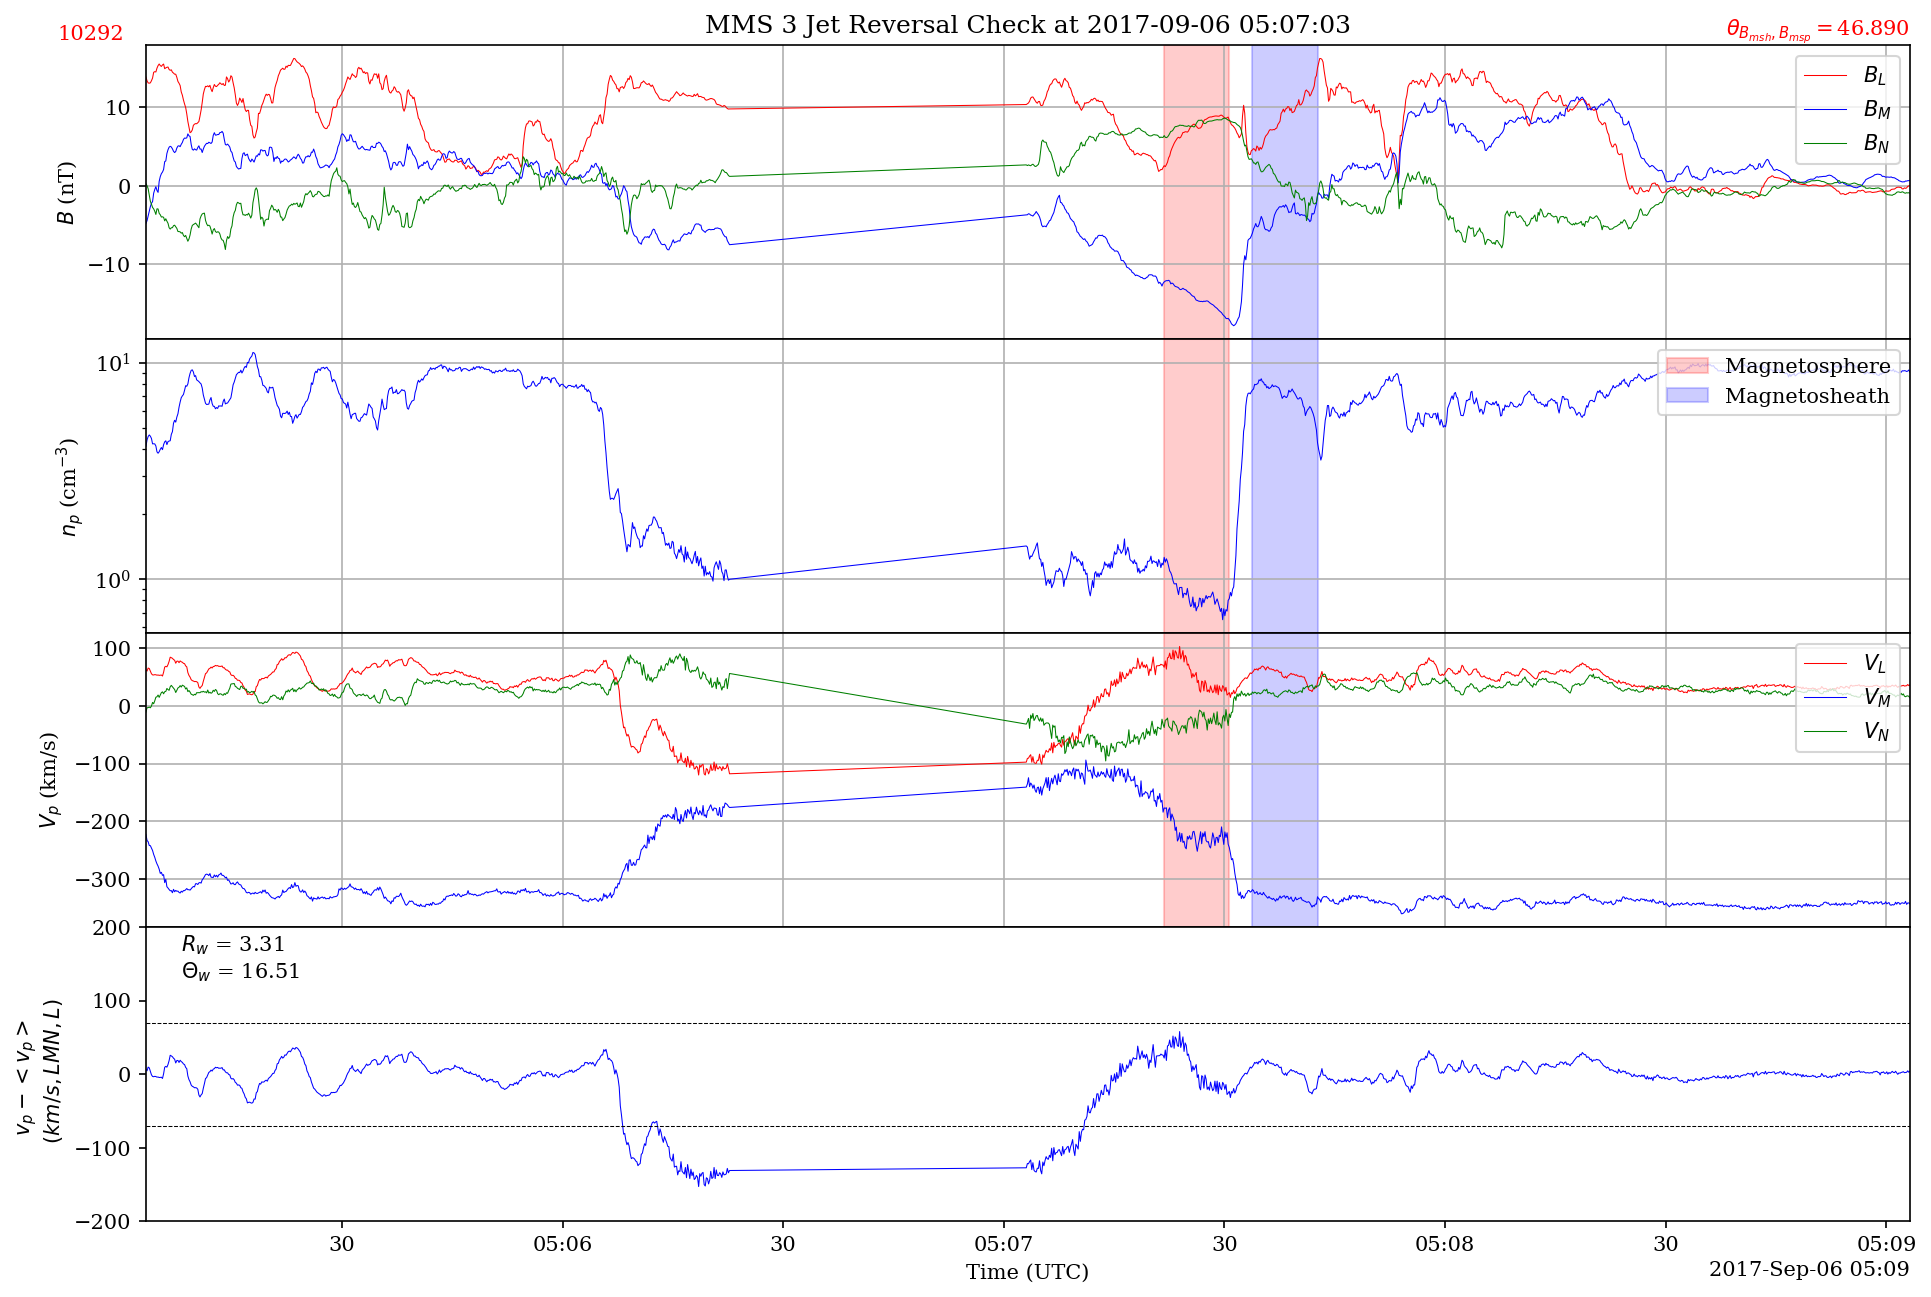 MMS 3 Jet Reversal Check at 2017-09-06 05:07:03
10292
θ_{B_{msh}, B_{msp}} = 46.890
B (nT)
10
0
−10
B_L
B_M
B_N
n_p (cm^{−3})
10^1
10^0
Magnetosphere
Magnetosheath
V_p (km/s)
100
0
−100
−200
−300
V_L
V_M
V_N
v_p − < v_p >
(km/s, LMN, L)
200
100
0
−100
−200
R_w = 3.31
Θ_w = 16.51
30
05:06
30
05:07
30
05:08
30
05:09
Time (UTC)
2017-Sep-06 05:09